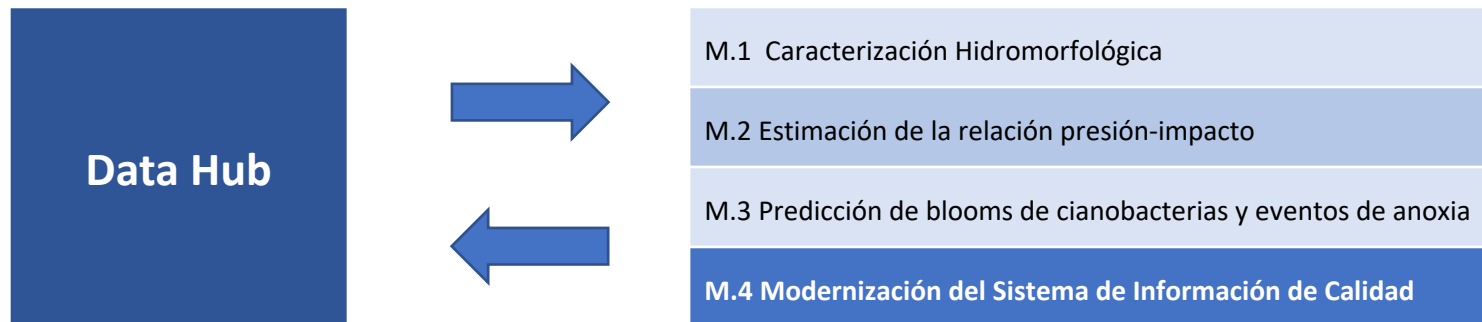 Data Hub
M.1 Caracterización Hidromorfológica
M.2 Estimación de la relación presión-impacto
M.3 Predicción de blooms de cianobacterias y eventos de anoxia
M.4 Modernización del Sistema de Información de Calidad